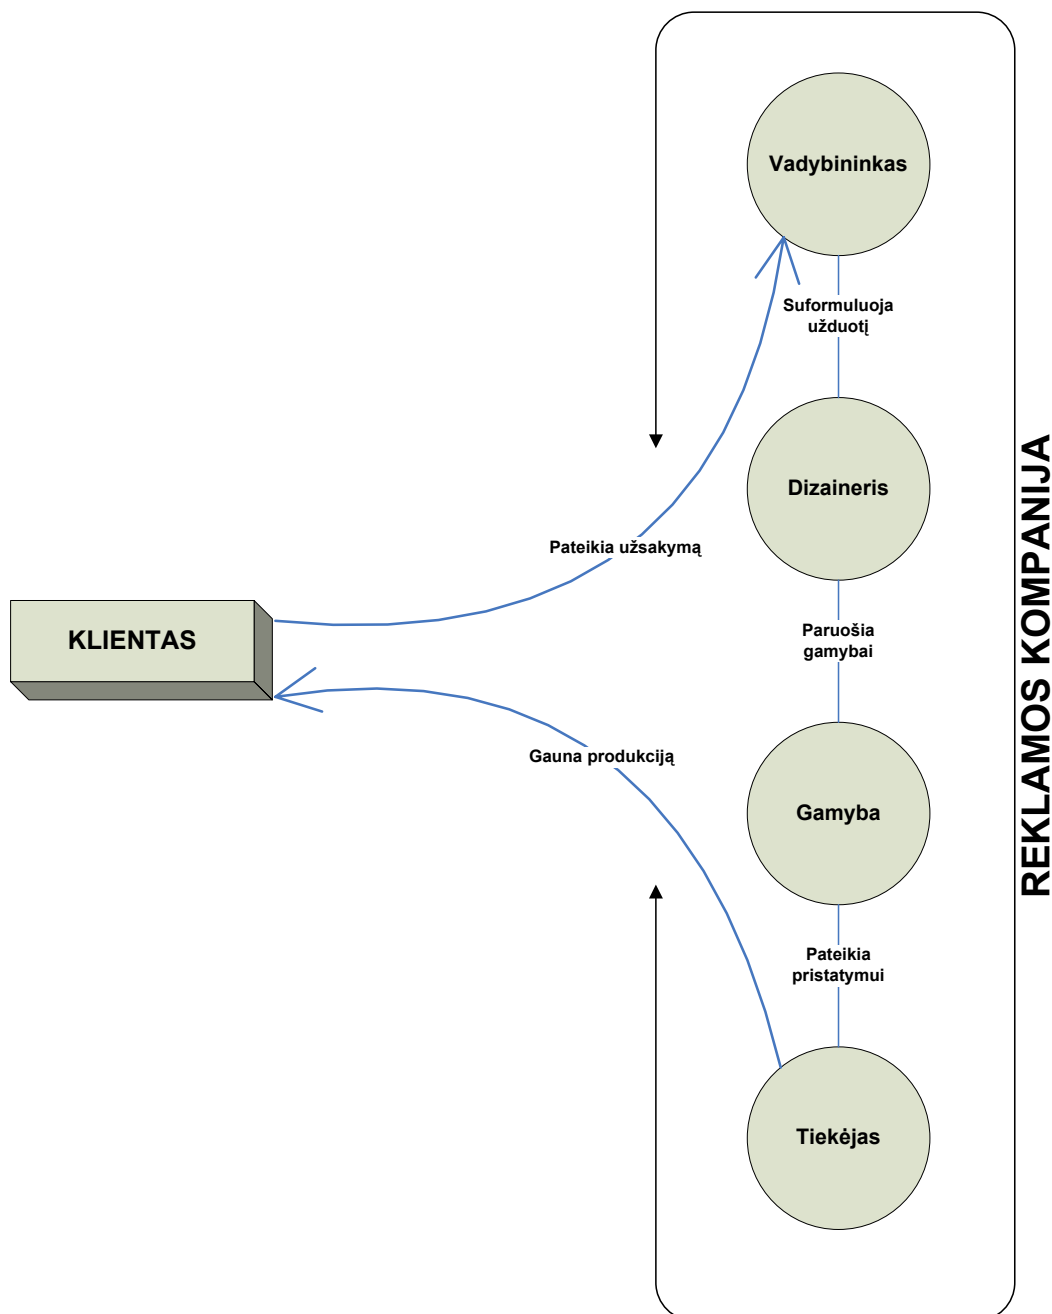 Vadybininkas
Suformuluoja
užduotį
Dizaineris
Pateikia užsakymą
KLIENTAS
Paruošia
gamybai
Gauna produkciją
Gamyba
Pateikia
pristatymui
Tiekėjas
REKLAMOS KOMPANIJA